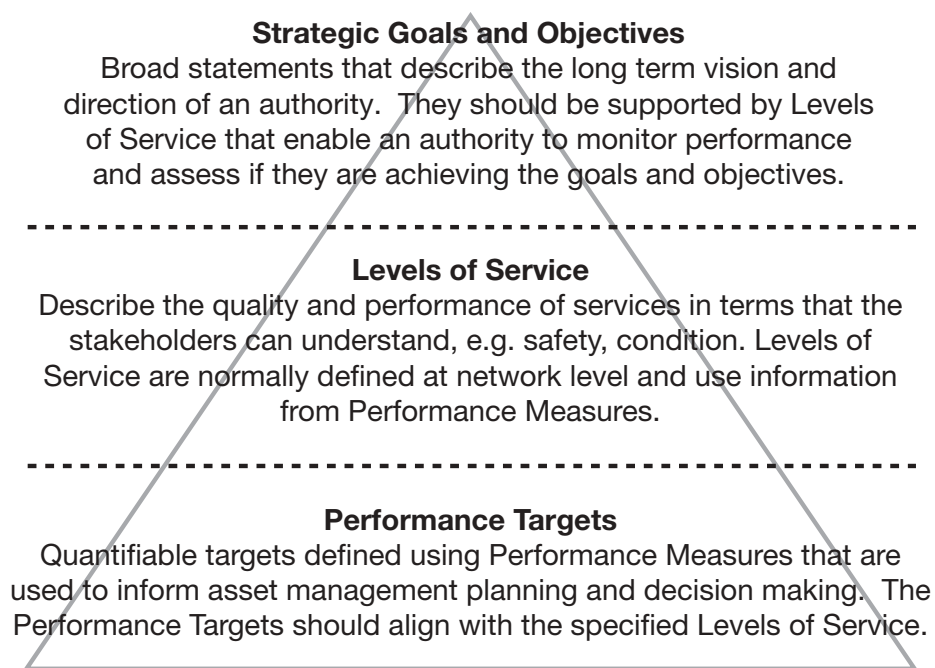 Strategic Goals and Objectives
Broad statements that describe the long term vision and
direction of an authority.  They should be supported by Levels
of Service that enable an authority to monitor performance
and assess if they are achieving the goals and objectives.
Levels of Service
Describe the quality and performance of services in terms that the
stakeholders can understand, e.g. safety, condition. Levels of
Service are normally defined at network level and use information
from Performance Measures.
Performance Targets
Quantifiable targets defined using Performance Measures that are
used to inform asset management planning and decision making.  The
Performance Targets should align with the specified Levels of Service.